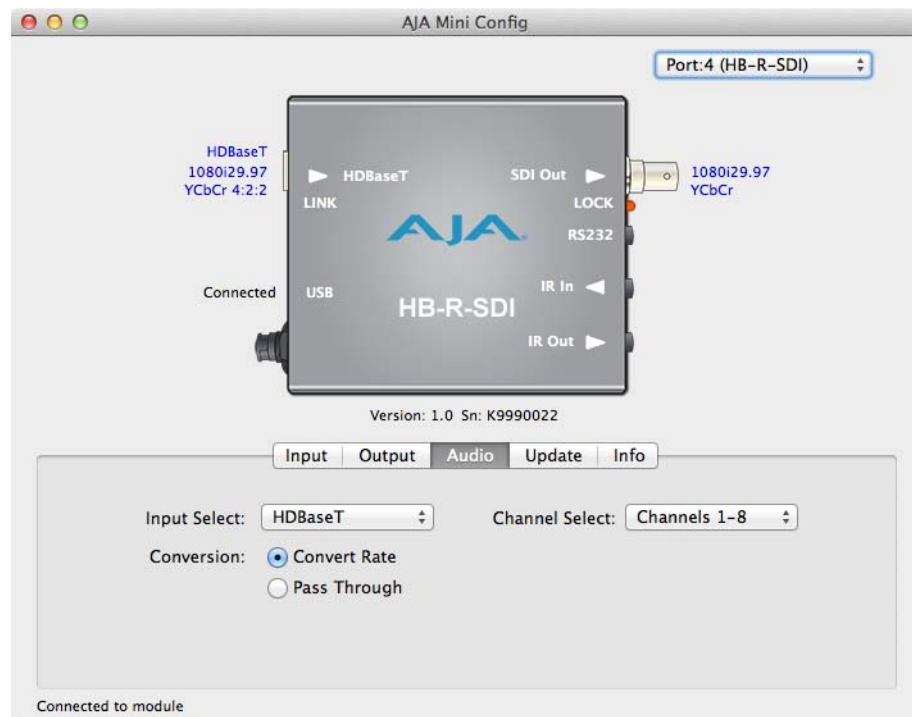 AJA Mini Config
Port:4 (HB-R-SDI)
HDBaseT
1080i29.97
YCbCr 4:2:2
HDBaseT
LINK
SDI Out
LOCK
1080i29.97
YCbCr
AJA
RS232
Connected
USB
IR In
HB-R-SDI
IR Out
Version: 1.0 Sn: K9990022
Input Output Audio Update Info
Input Select: HDBaseT Channel Select: Channels 1-8
Conversion: Convert Rate
Pass Through
Connected to module